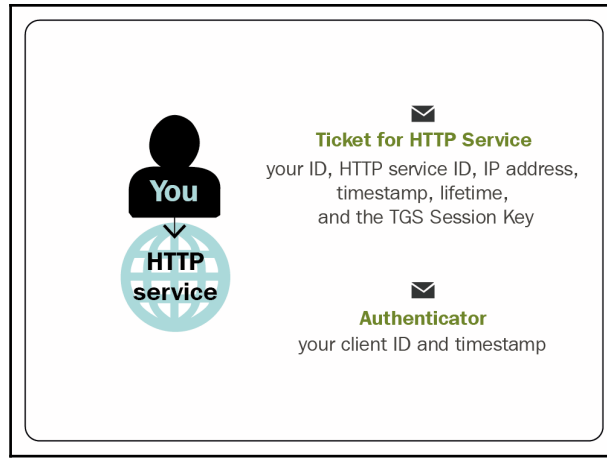 You
HTTP
service
Ticket for HTTP Service
your ID, HTTP service ID, IP address,
timestamp, lifetime,
and the TGS Session Key
Authenticator
your client ID and timestamp